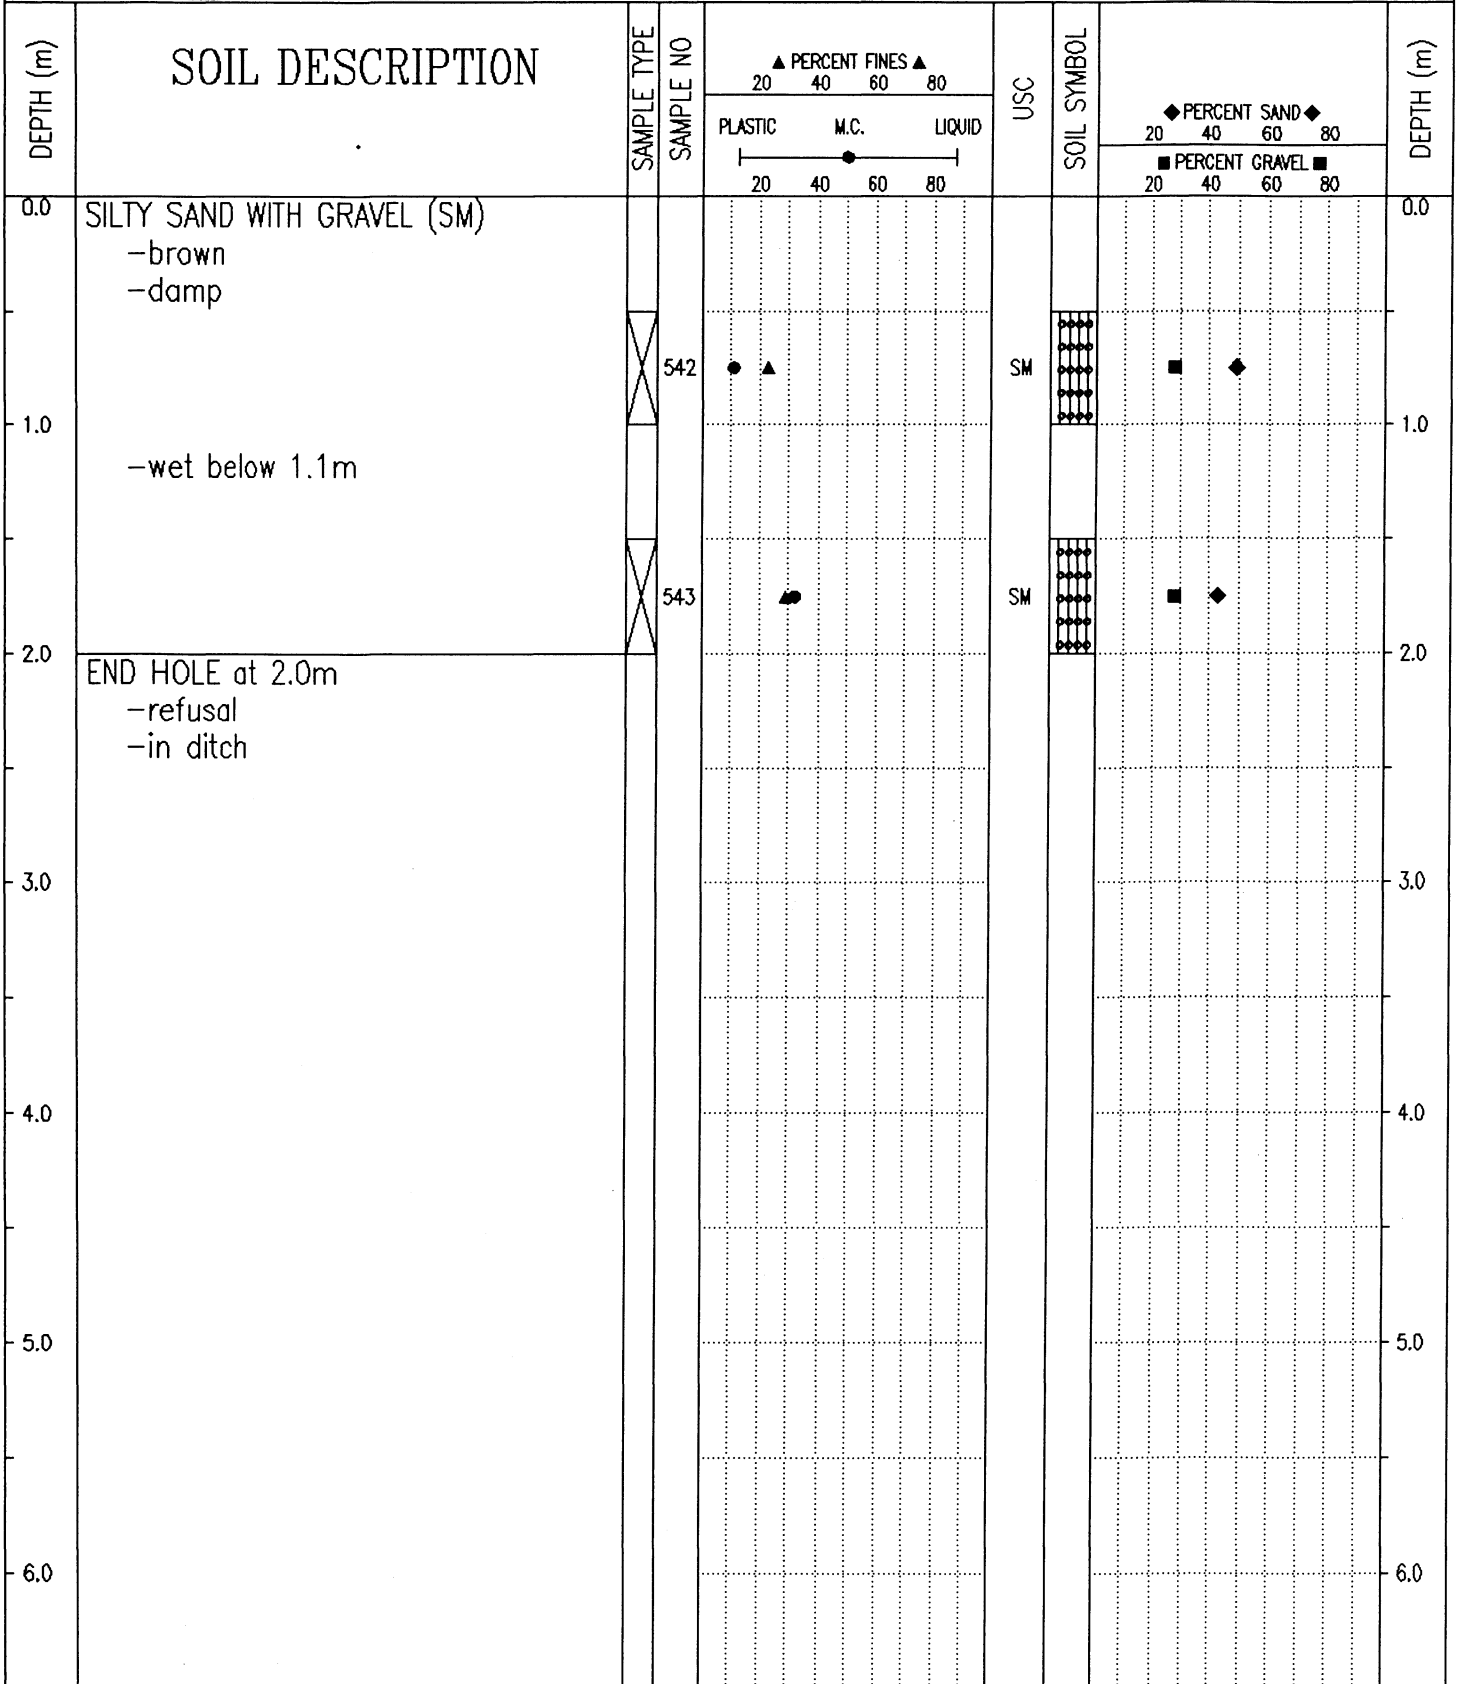 DEPTH (m)
SOIL DESCRIPTION
SAMPLE TYPE
SAMPLE NO
▲ PERCENT FINES ▲
20 40 60 80
PLASTIC M.C. LIQUID
20 40 60 80
USC
SOIL SYMBOL
◆ PERCENT SAND ◆
20 40 60 80
■ PERCENT GRAVEL ■
20 40 60 80
DEPTH (m)
0.0 SILTY SAND WITH GRAVEL (SM) 0.0
-brown
-damp
542 SM
1.0 1.0
-wet below 1.1m
543 SM
2.0 2.0
END HOLE at 2.0m
-refusal
-in ditch
3.0 3.0
4.0 4.0
5.0 5.0
6.0 6.0